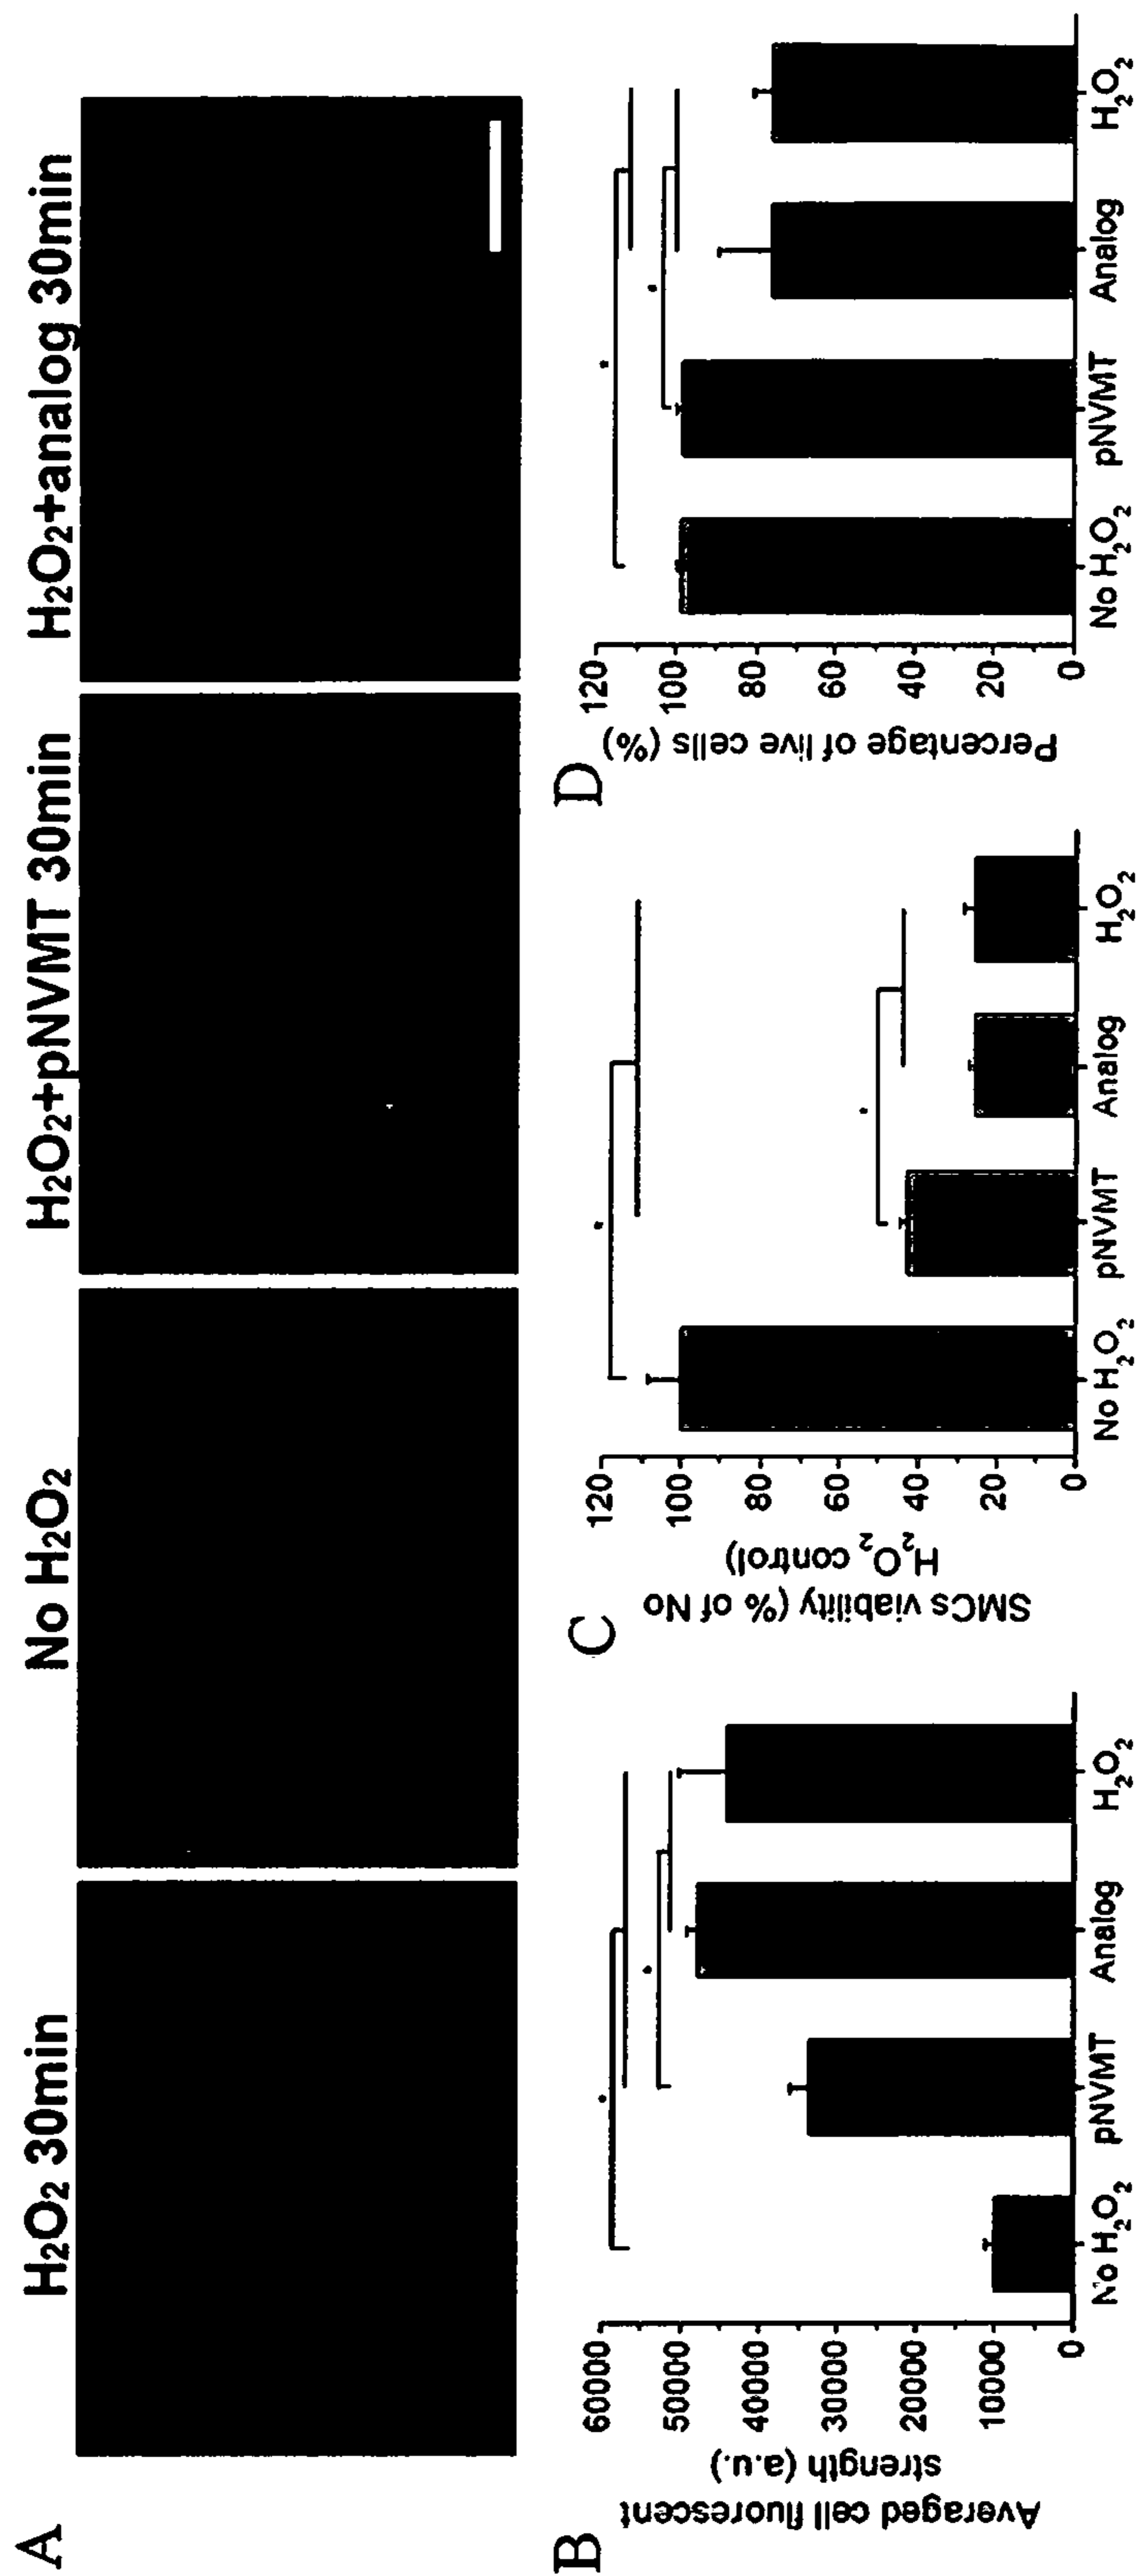 A
H₂O₂ 30min
No H₂O₂
H₂O₂+pNVMT 30min
H₂O₂+analog 30min
B
Averaged cell fluorescent
strength (a.u.)
60000
50000
40000
30000
20000
10000
0
No H₂O₂
pNVMT
Analog
H₂O₂
*
*
C
SMCs viability (% of No
H₂O₂ control)
120
100
80
60
40
20
0
No H₂O₂
pNVMT
Analog
H₂O₂
*
*
D
Percentage of live cells (%)
120
100
80
60
40
20
0
No H₂O₂
pNVMT
Analog
H₂O₂
*
*